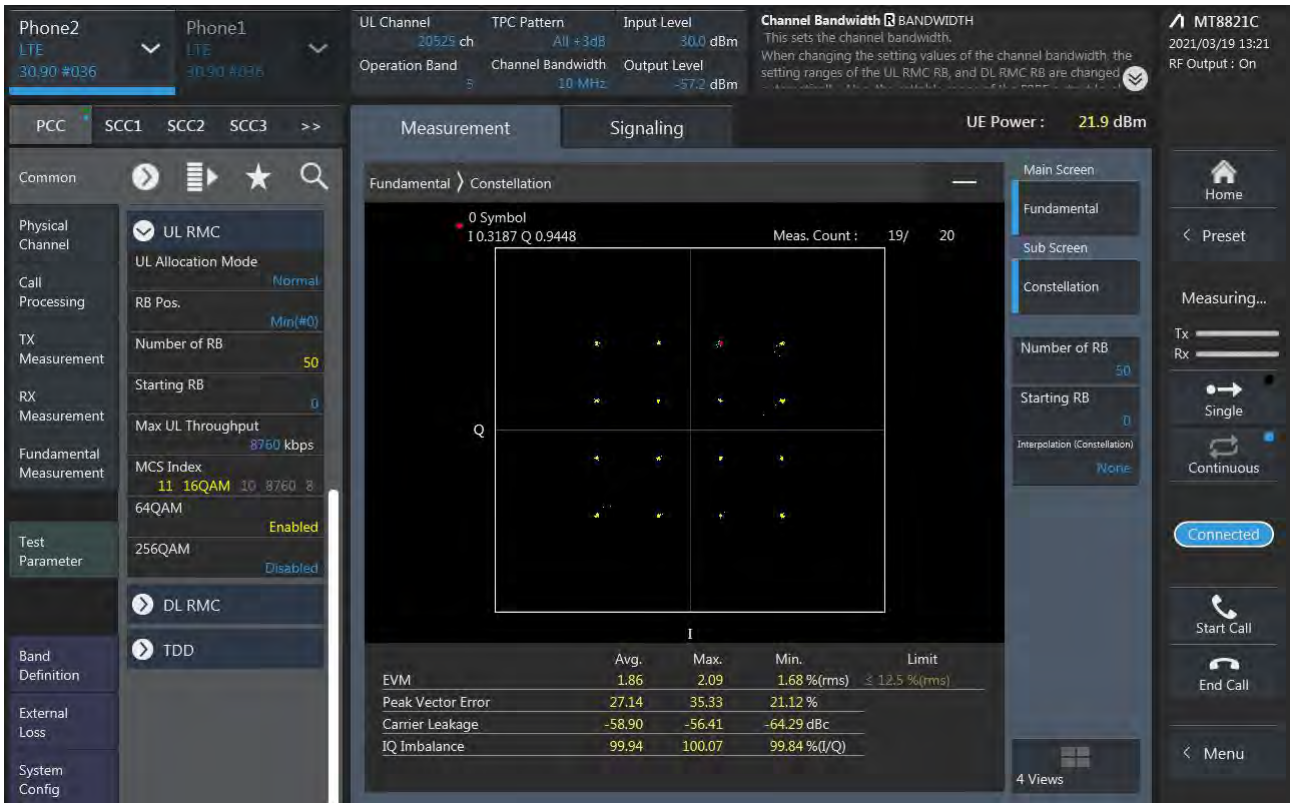 Phone2
LTE
30.90 #036
Phone1
LTE
30.90 #036
UL Channel
20525 ch
Operation Band
5
TPC Pattern
All +3dB
Channel Bandwidth
10 MHz
Input Level
30.0 dBm
Output Level
-57.2 dBm
Channel Bandwidth R BANDWIDTH
This sets the channel bandwidth.
When changing the setting values of the channel bandwidth, the
setting ranges of the UL RMC RB, and DL RMC RB are changed
MT8821C
2021/03/19 13:21
RF Output : On
PCC SCC1 SCC2 SCC3 >>
Measurement
Signaling
UE Power : 21.9 dBm
Common
Physical
Channel
Call
Processing
TX
Measurement
RX
Measurement
Fundamental
Measurement
Test
Parameter
Band
Definition
External
Loss
System
Config
UL RMC
UL Allocation Mode
Normal
RB Pos.
Min(#0)
Number of RB
50
Starting RB
0
Max UL Throughput
8760 kbps
MCS Index
11 16QAM 10 8760 8
64QAM
Enabled
256QAM
Disabled
DL RMC
TDD
Fundamental 〉 Constellation
0 Symbol
I 0.3187 Q 0.9448
Meas. Count : 19/ 20
Q
I
Avg. Max. Min. Limit
EVM 1.86 2.09 1.68 %(rms) ≤ 12.5 %(rms)
Peak Vector Error 27.14 35.33 21.12 %
Carrier Leakage -58.90 -56.41 -64.29 dBc
IQ Imbalance 99.94 100.07 99.84 %(I/Q)
Main Screen
Fundamental
Sub Screen
Constellation
Number of RB
50
Starting RB
0
Interpolation (Constellation)
None
4 Views
Home
< Preset
Measuring...
Tx
Rx
Single
Continuous
Connected
Start Call
End Call
< Menu